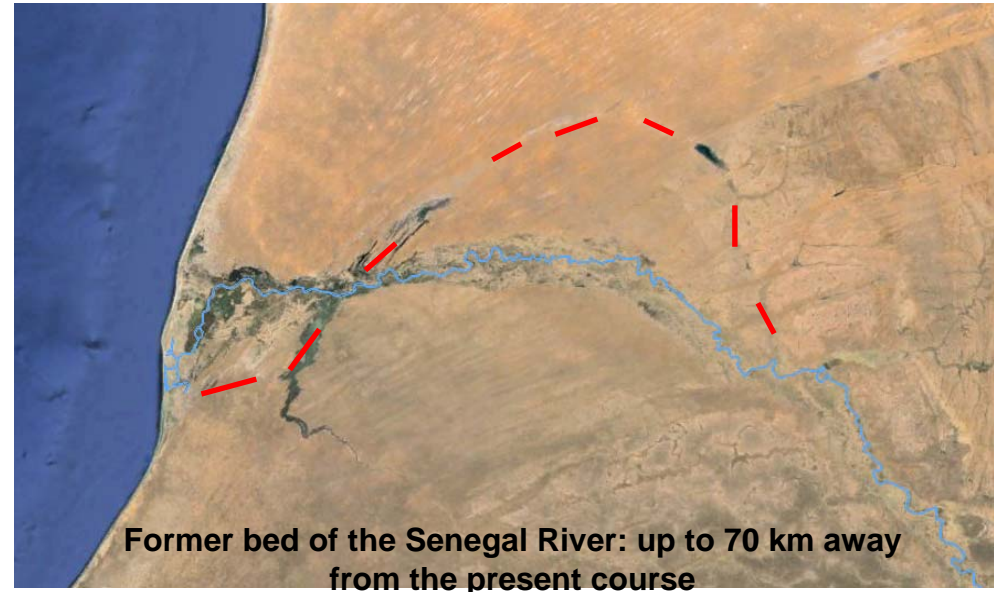 Former bed of the Senegal River: up to 70 km away
from the present course